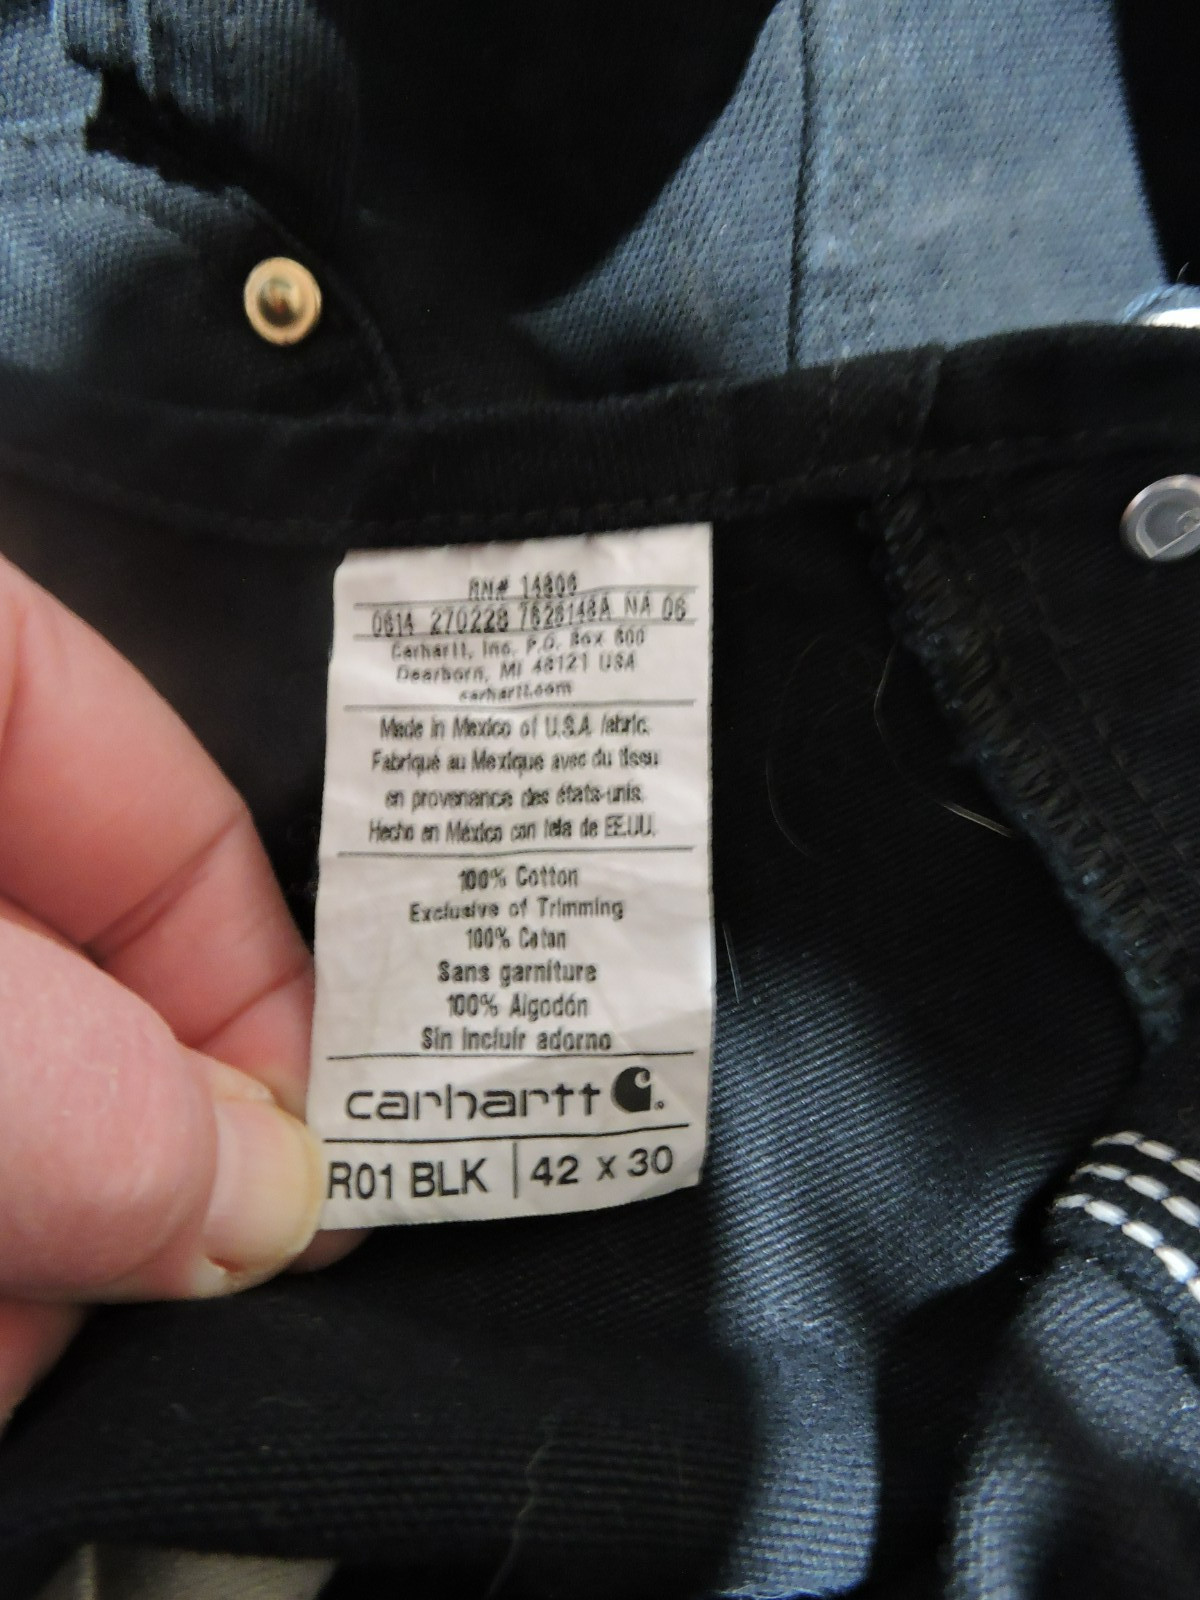 RN# 14806
0614 270228 7628148A NA 06
Carhartt, Inc. P.O. Box 600
Dearborn, MI 48121 USA
carhartt.com
Made in Mexico of U.S.A. fabric.
Fabriqué au Mexique avec du tissu
en provenance des états-unis.
Hecho en México con tela de EE.UU.
100% Cotton
Exclusive of Trimming
100% Coton
Sans garniture
100% Algodón
Sin incluir adorno
carhartt
R01 BLK | 42 x 30